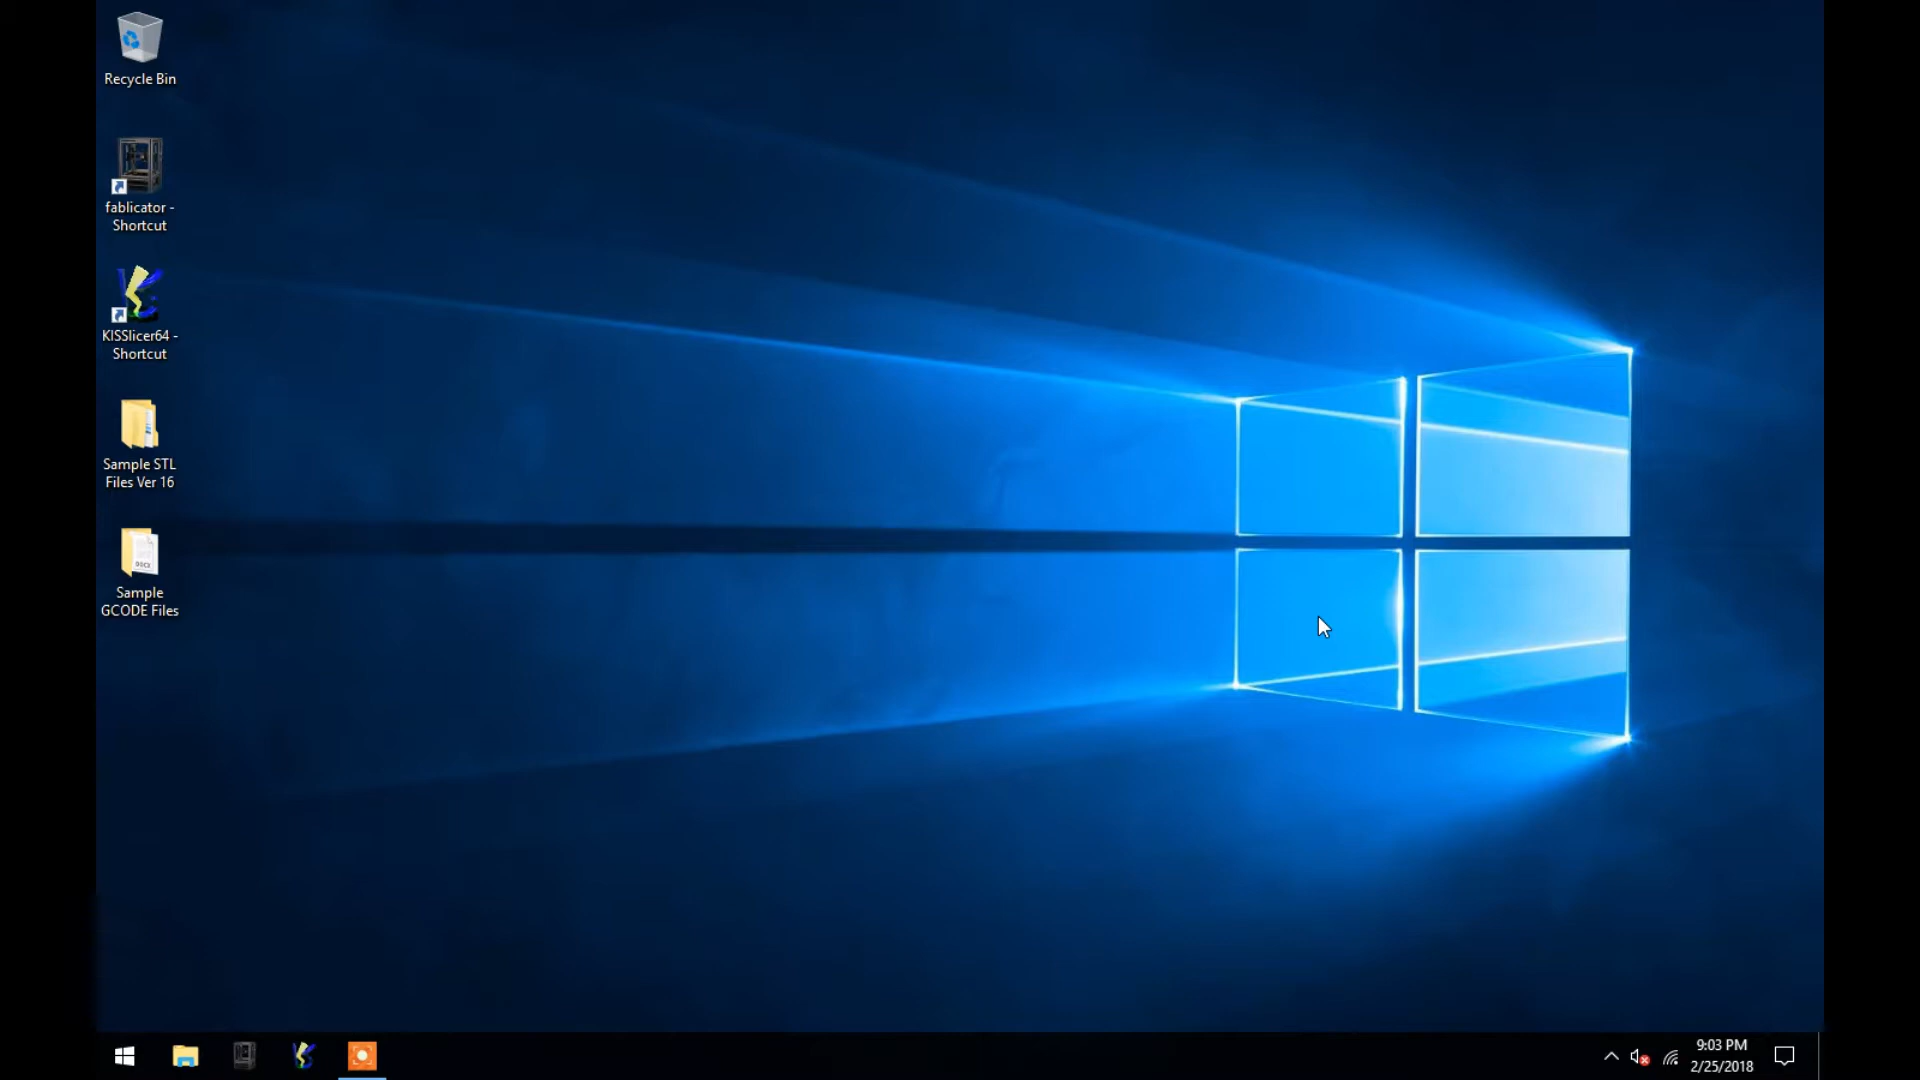 Recycle Bin
fablicator -
Shortcut
KISSlicer64 -
Shortcut
Sample STL
Files Ver 16
DOCX
Sample
GCODE Files
9:03 PM
2/25/2018